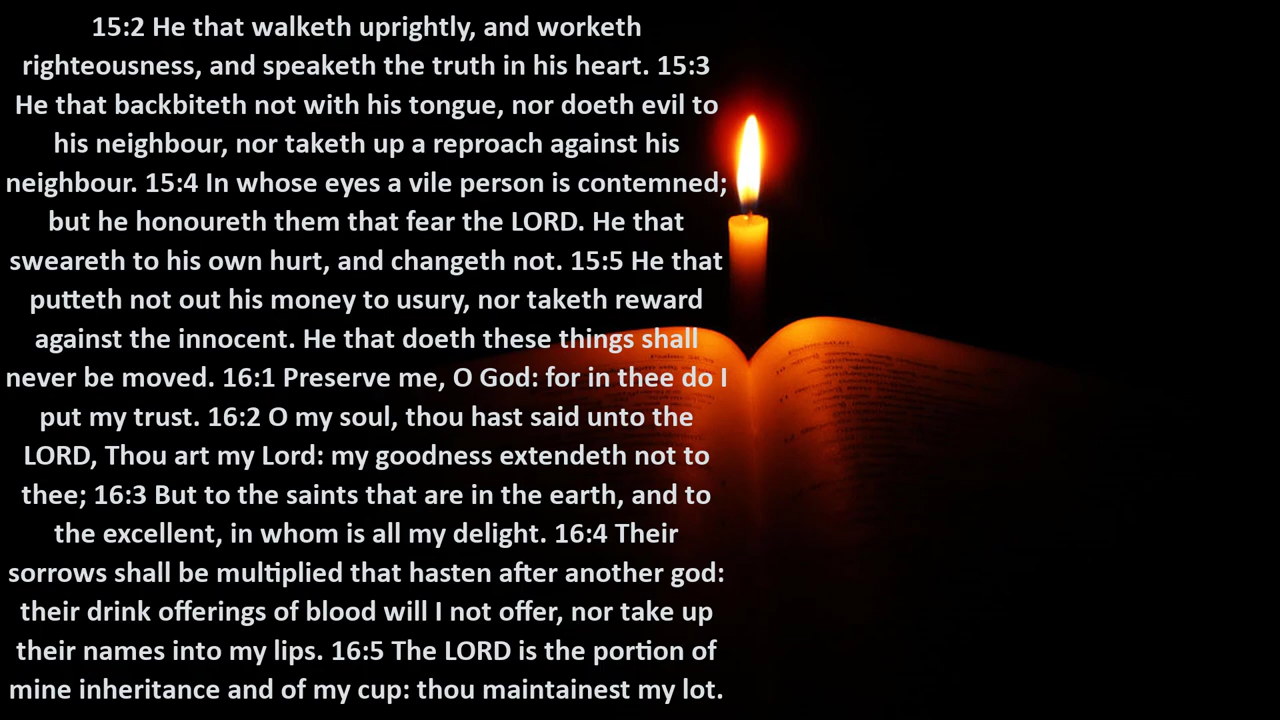 15:2 He that walketh uprightly, and worketh
righteousness, and speaketh the truth in his heart. 15:3
He that backbiteth not with his tongue, nor doeth evil to
his neighbour, nor taketh up a reproach against his
neighbour. 15:4 In whose eyes a vile person is contemned;
but he honoureth them that fear the LORD. He that
sweareth to his own hurt, and changeth not. 15:5 He that
putteth not out his money to usury, nor taketh reward
against the innocent. He that doeth these things shall
never be moved. 16:1 Preserve me, O God: for in thee do I
put my trust. 16:2 O my soul, thou hast said unto the
LORD, Thou art my Lord: my goodness extendeth not to
thee; 16:3 But to the saints that are in the earth, and to
the excellent, in whom is all my delight. 16:4 Their
sorrows shall be multiplied that hasten after another god:
their drink offerings of blood will I not offer, nor take up
their names into my lips. 16:5 The LORD is the portion of
mine inheritance and of my cup: thou maintainest my lot.